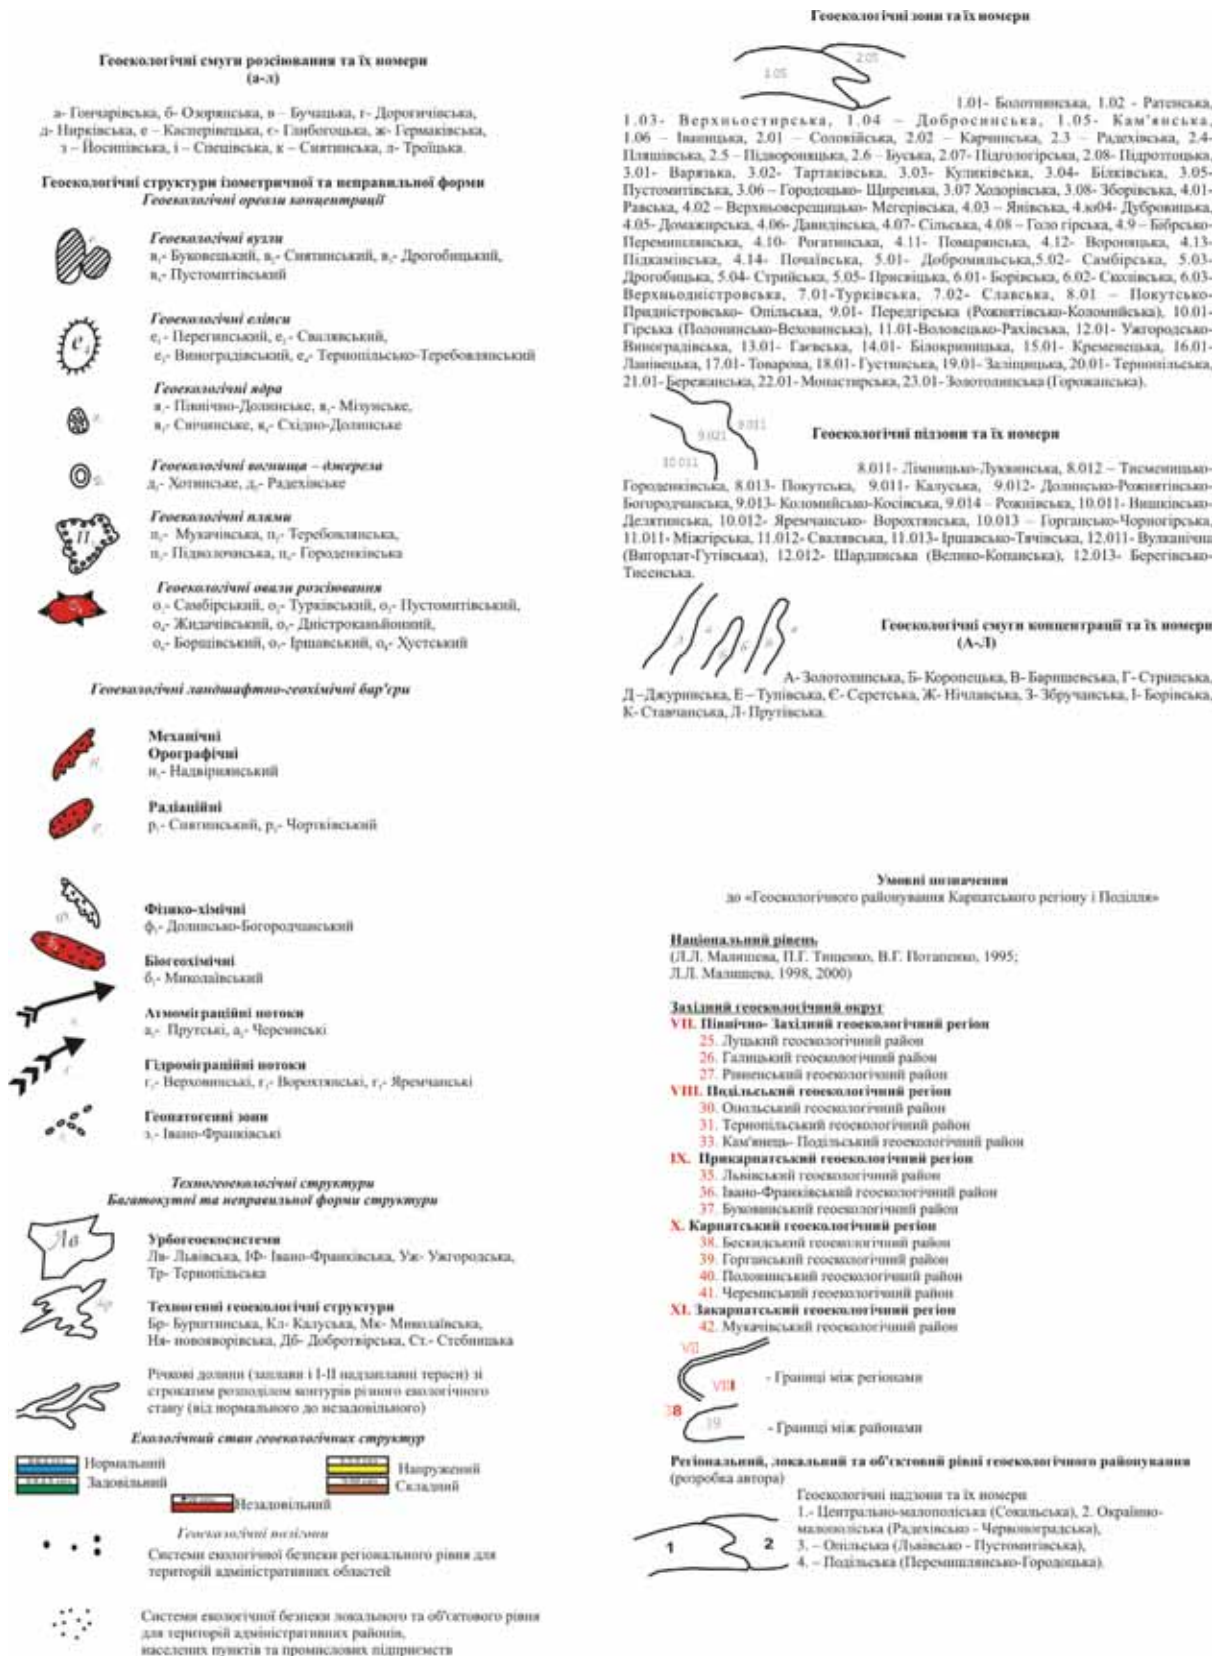 Геоекологічні смуги розсіювання та їх номери
(а-л)
а- Гончарівська, б- Озорянська, в – Бучацька, г- Дорогичівська,
д- Нирківська, е – Касперівецька, є- Глибогоцька, ж- Гермаківська,
з – Йосипівська, і – Спецівська, к – Снятинська, л- Троїцька.
Геоекологічні структури ізометричної та неправильної форми
Геоекологічні ореоли концентрації
Геоекологічні вузли
в₁- Буковецький, в₂- Снятинський, в₃- Дрогобицький,
в₄- Пустомитівський
Геоекологічні еліпси
е₁- Перегинський, е₂- Свалявський,
е₃- Виноградівський, е₄- Тернопільсько-Теребовлянський
Геоекологічні ядра
я₁- Північно-Долинське, я₂- Мізунське,
я₃- Снічинське, я₄- Східно-Долинське
Геоекологічні вогнища – джерела
д₁- Хотинське, д₂- Радехівське
Геоекологічні плями
п₁- Мукачівська, п₂- Теребовлянська,
п₃- Підволочиська, п₄- Городенківська
Геоекологічні овали розсіювання
о₁- Самбірський, о₂- Турківський, о₃- Пустомитівський,
о₄- Жидачівський, о₅- Дністроканьйонний,
о₆- Борщівський, о₇- Іршавський, о₈- Хустський
Геоекологічні ландшафтно-геохімічні бар'єри
Механічні
Орографічні
н₁- Надвірнянський
Радіаційні
р₁- Снятинський, р₂- Чортківський
Фізико-хімічні
ф₁- Долинсько-Богородчанський
Біогеохімічні
б₁- Миколаївський
Атмоміграційні потоки
а₁- Прутські, а₂- Черемиські
Гідроміграційні потоки
г₁- Верховинські, г₂- Ворохтянські, г₃- Яремчанські
Геопатогенні зони
з₁- Івано-Франківські
Техногеоекологічні структури
Багатокутні та неправильної форми структури
Лв
Урбогеоекосистеми
Лв- Львівська, ІФ- Івано-Франківська, Уж- Ужгородська,
Тр- Тернопільська
Техногенні геоекологічні структури
Бр- Бурштинська, Кл- Калуська, Мк- Миколаївська,
Ня- новояворівська, Дб- Добротвірська, Ст.- Стебницька
Річкові долини (заплави і І-ІІ надзаплавні тераси) зі
строкатим розподілом контурів різного екологічного
стану (від нормального до незадовільного)
Екологічний стан геоекологічних структур
Нормальний
Задовільний
Напружений
Складний
Незадовільний
Геоекологічні полігони
Системи екологічної безпеки регіонального рівня для
територій адміністративних областей
Системи екологічної безпеки локального та об'єктового рівня
для територій адміністративних районів,
населених пунктів та промислових підприємств
Геоекологічні зони та їх номери
1.05 2.05
1.01- Болотнинська, 1.02 - Ратенська,
1.03- Верхньостирська, 1.04 – Добросинська, 1.05- Кам'янська,
1.06 – Іваницька, 2.01 – Солокійська, 2.02 – Карчинська, 2.3 – Радехівська, 2.4-
Пляшівська, 2.5 – Підвороняцька, 2.6 – Буська, 2.07- Підгологірська, 2.08- Підротоцька,
3.01- Варязька, 3.02- Тартаківська, 3.03- Куликівська, 3.04- Білківська, 3.05-
Пустомитівська, 3.06 – Городоцько- Щирецька, 3.07 Ходорівська, 3.08- Зборівська, 4.01-
Равська, 4.02 – Верхньоверещицько- Мегерівська, 4.03 – Янівська, 4.ю04- Дубровицька,
4.05- Домажирська, 4.06- Давидівська, 4.07- Сільська, 4.08 – Голо гірська, 4.9 – Бібрсько-
Перемишлянська, 4.10- Рогатинська, 4.11- Поморянська, 4.12- Вороняцька, 4.13-
Підкамінська, 4.14- Почаївська, 5.01- Добромильська,5.02- Самбірська, 5.03-
Дрогобицька, 5.04- Стрийська, 5.05- Присвіцька, 6.01- Борівська, 6.02- Сколівська, 6.03-
Верхньодністровська, 7.01-Турківська, 7.02- Славська, 8.01 – Покутсько-
Придністровсько- Опільська, 9.01- Передгірська (Рожнятівсько-Коломийська), 10.01-
Гірська (Полонинсько-Веховинська), 11.01-Воловецько-Рахівська, 12.01- Ужгородсько-
Виноградівська, 13.01- Гаєвська, 14.01- Білокриницька, 15.01- Кременецька, 16.01-
Лановецька, 17.01- Товарова, 18.01- Густинська, 19.01- Заліщицька, 20.01- Тернопільська,
21.01- Бережанська, 22.01- Монастирська, 23.01- Золотолипська (Горожанська).
9.021 9.011
10.011
Геоекологічні підзони та їх номери
8.011- Лімницько-Луквинська, 8.012 – Тисменицько-
Городенківська, 8.013- Покутська, 9.011- Калуська, 9.012- Долинсько-Рожнятівсько-
Богородчанська, 9.013- Коломийсько-Косівська, 9.014 – Рожнівська, 10.011- Вишківсько-
Делятинська, 10.012- Яремчансько- Ворохтянська, 10.013 – Горгансько-Чорногірська,
11.011- Міжгірська, 11.012- Свалявська, 11.013- Іршавсько-Тячівська, 12.011- Вулканічна
(Вигорлат-Гутівська), 12.012- Шардинська (Велико-Копанська), 12.013- Берегівсько-
Тисенська.
Геоекологічні смуги концентрації та їх номери
(А-Л)
А- Золотолипська, Б- Коропецька, В- Баришевська, Г- Стрипська,
Д –Джуринська, Е – Тупівська, Є- Серетська, Ж- Нічлавська, З- Збручанська, І- Борівська,
К- Ставчанська, Л- Прутівська.
Умовні позначення
до «Геоекологічного районування Карпатського регіону і Поділля»
Національний рівень
(Л.Л. Малишева, П.Г. Тищенко, В.Г. Потапенко, 1995;
Л.Л. Малишева, 1998, 2000)
Західний геоекологічний округ
VII. Північно- Західний геоекологічний регіон
25. Луцький геоекологічний район
26. Галицький геоекологічний район
27. Рівненський геоекологічний район
VIII. Подільський геоекологічний регіон
30. Опольський геоекологічний район
31. Тернопільський геоекологічний район
33. Кам'янець- Подільський геоекологічний район
IX. Прикарпатський геоекологічний регіон
35. Львівський геоекологічний район
36. Івано-Франківський геоекологічний район
37. Буковинський геоекологічний район
X. Карпатський геоекологічний регіон
38. Бескидський геоекологічний район
39. Горганський геоекологічний район
40. Полонинський геоекологічний район
41. Черемиський геоекологічний район
XI. Закарпатський геоекологічний регіон
42. Мукачівський геоекологічний район
VII
VIII
- Границі між регіонами
38
39
- Границі між районами
Регіональний, локальний та об'єктовий рівні геоекологічного районування
(розробка автора)
Геоекологічні надзони та їх номери
1.- Центрально-малополіська (Сокальська), 2. Окраїнно-
малополіська (Радехівсько - Червоноградська),
3. – Опільська (Львівсько - Пустомитівська),
4. – Подільська (Перемишлянсько-Городоцька).
1 2